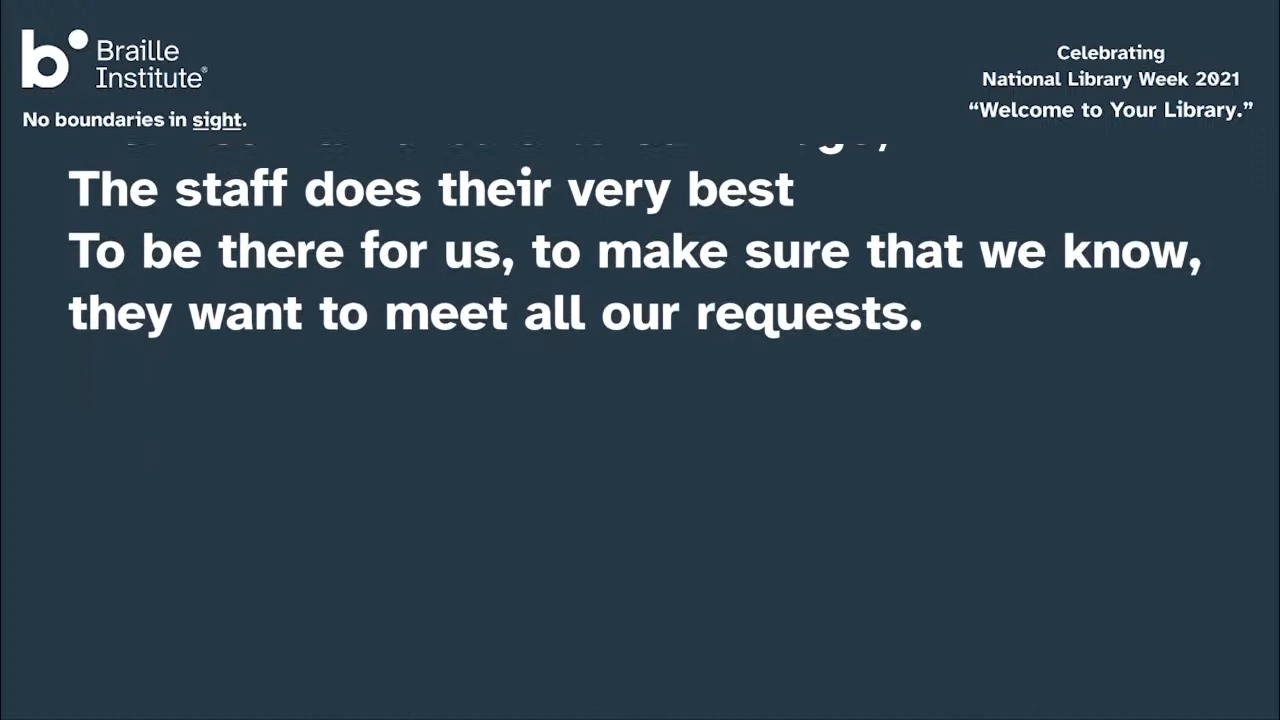 Braille
Institute®
No boundaries in sight.
Celebrating
National Library Week 2021
“Welcome to Your Library.”
The staff does their very best
To be there for us, to make sure that we know,
they want to meet all our requests.